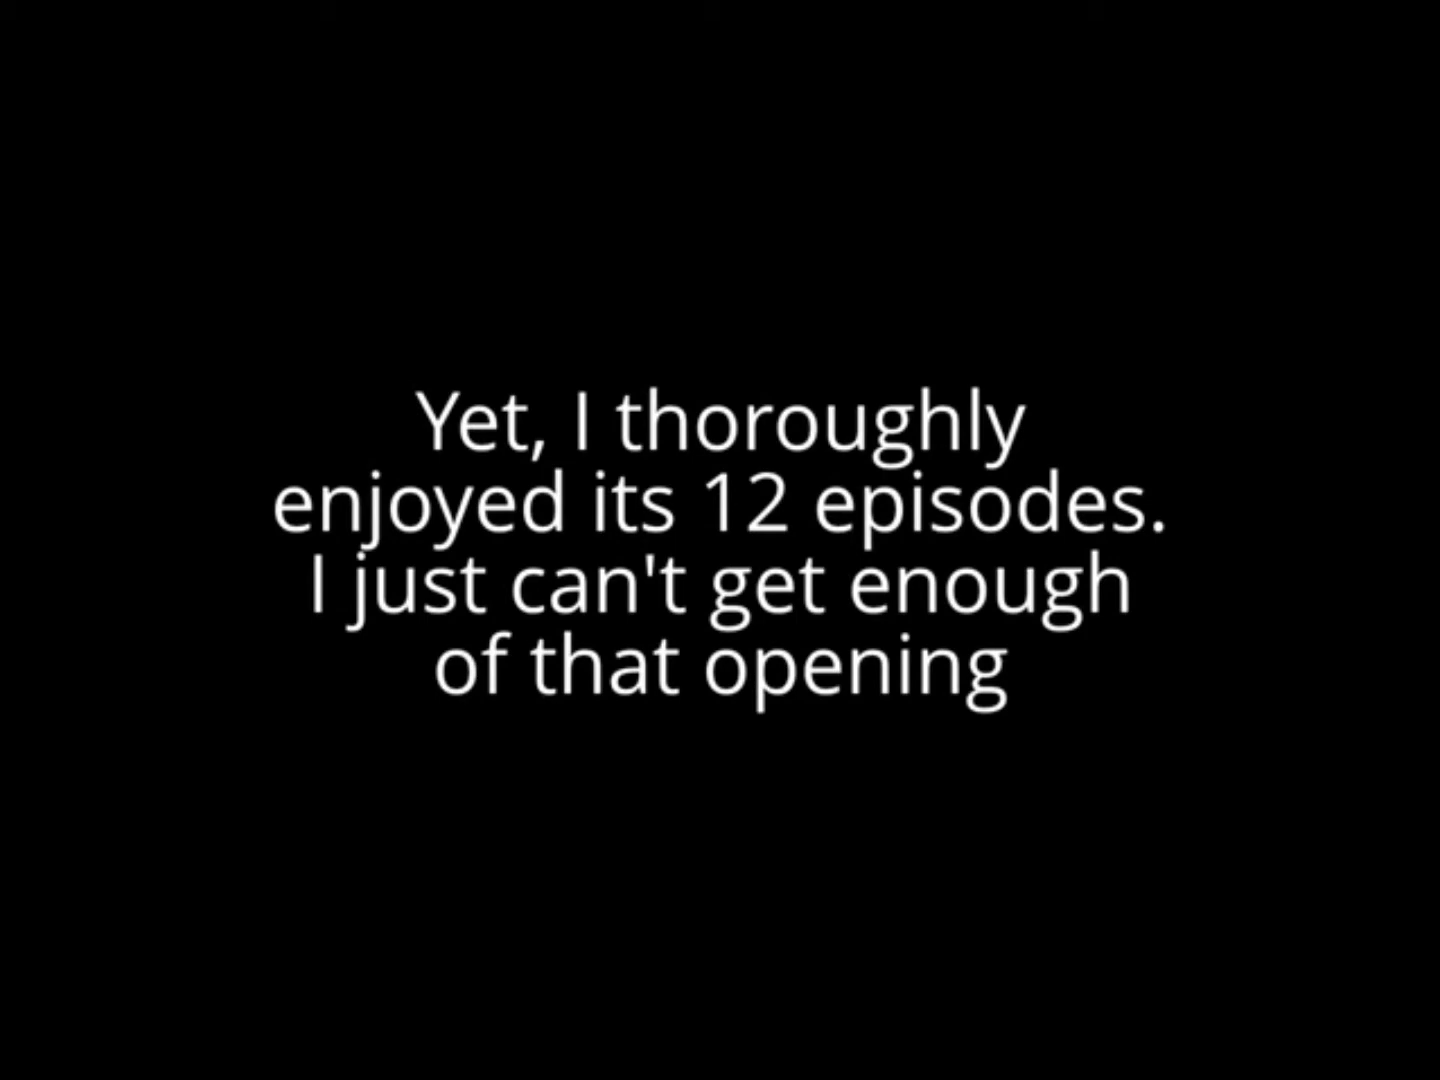 Yet, I thoroughly
enjoyed its 12 episodes.
I just can't get enough
of that opening